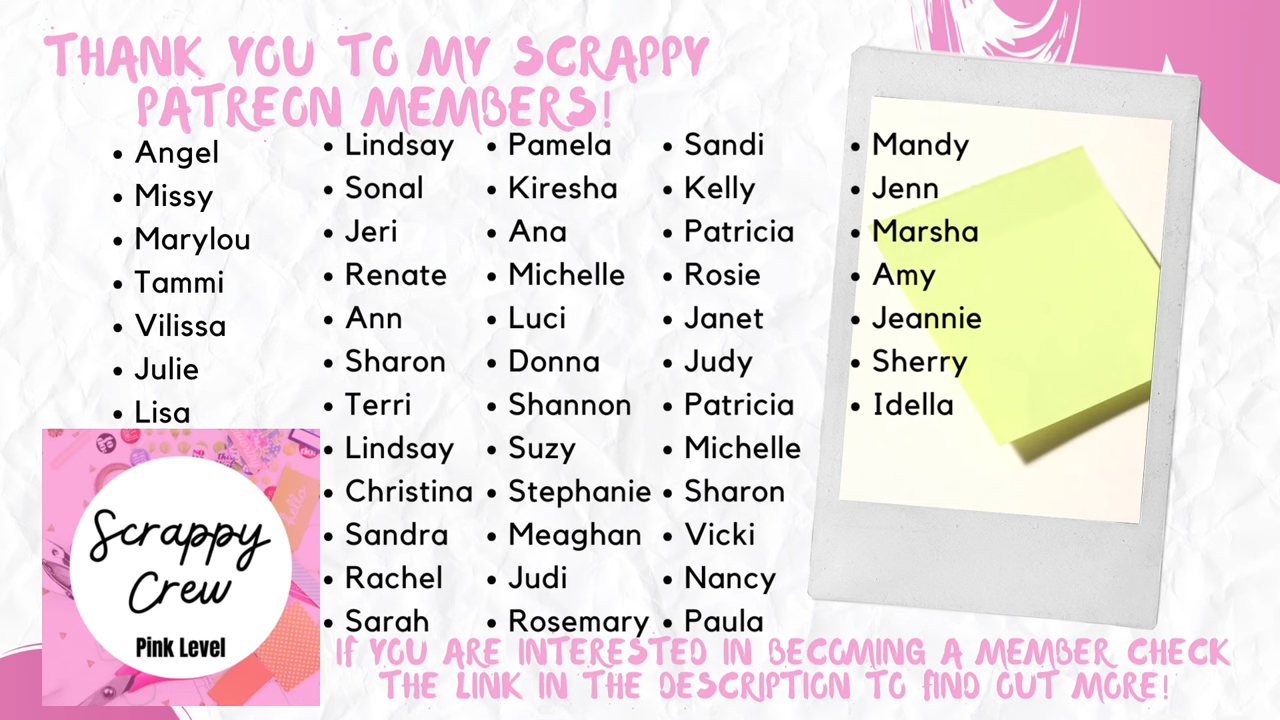 THANK YOU TO MY SCRAPPY
PATREON MEMBERS!
• Angel
• Missy
• Marylou
• Tammi
• Vilissa
• Julie
• Lisa
• Lindsay
• Sonal
• Jeri
• Renate
• Ann
• Sharon
• Terri
• Lindsay
• Christina
• Sandra
• Rachel
• Sarah
• Pamela
• Kiresha
• Ana
• Michelle
• Luci
• Donna
• Shannon
• Suzy
• Stephanie
• Meaghan
• Judi
• Rosemary
• Sandi
• Kelly
• Patricia
• Rosie
• Janet
• Judy
• Patricia
• Michelle
• Sharon
• Vicki
• Nancy
• Paula
• Mandy
• Jenn
• Marsha
• Amy
• Jeannie
• Sherry
• Idella
Scrappy
Crew
Pink Level
hello
IF YOU ARE INTERESTED IN BECOMING A MEMBER CHECK
THE LINK IN THE DESCRIPTION TO FIND OUT MORE!